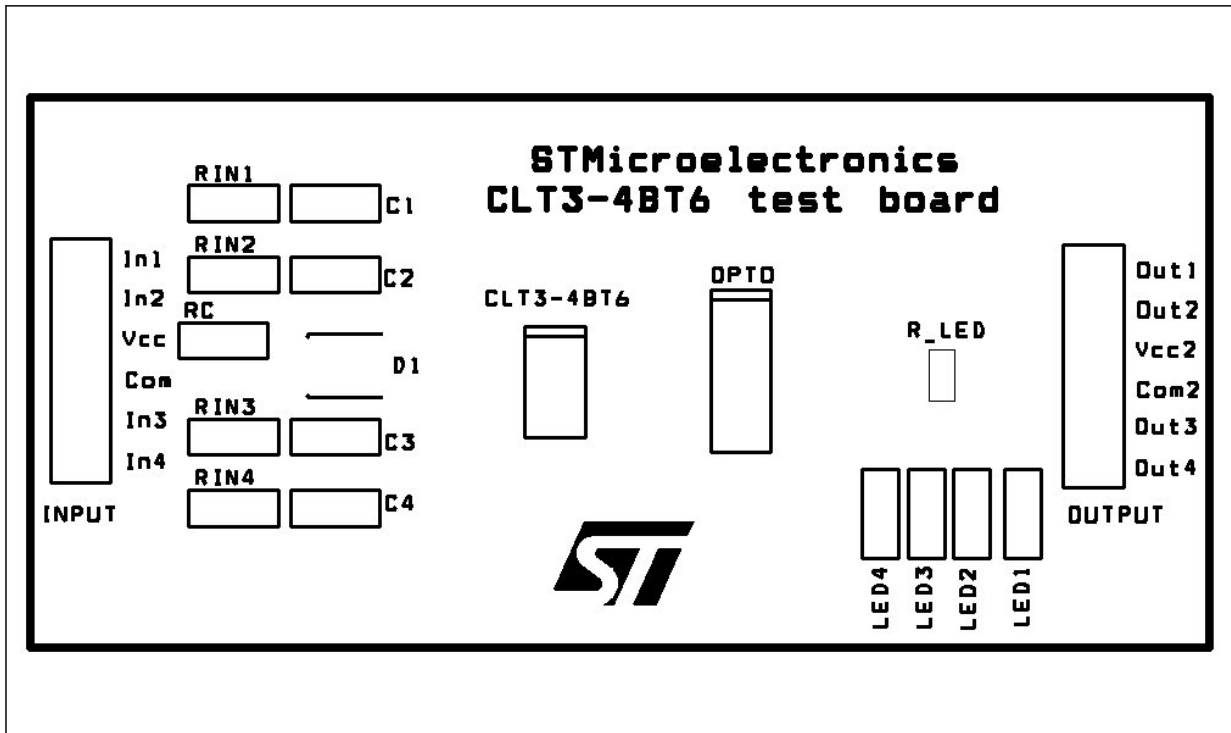 STMicroelectronics
CLT3-4BT6 test board
RIN1
C1
RIN2
C2
In1
In2
RC
Vcc
D1
Com
RIN3
In3
C3
In4
RIN4
C4
INPUT
CLT3-4BT6
OPTO
R_LED
Out1
Out2
Vcc2
Com2
Out3
Out4
OUTPUT
LED4
LED3
LED2
LED1
ST